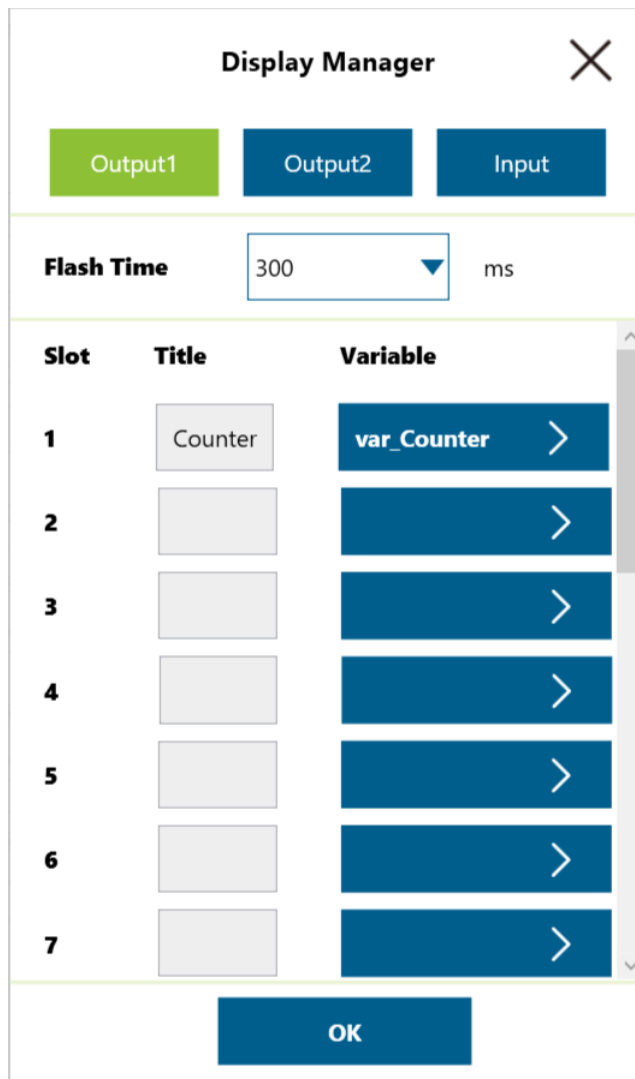 Display Manager
Output1 Output2 Input
Flash Time 300 ms
Slot Title Variable
1 Counter var_Counter
2
3
4
5
6
7
OK